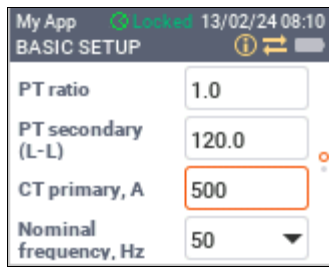 My App Locked 13/02/24 08:10
BASIC SETUP
PT ratio 1.0
PT secondary
(L-L) 120.0
CT primary, A 500
Nominal
frequency, Hz 50